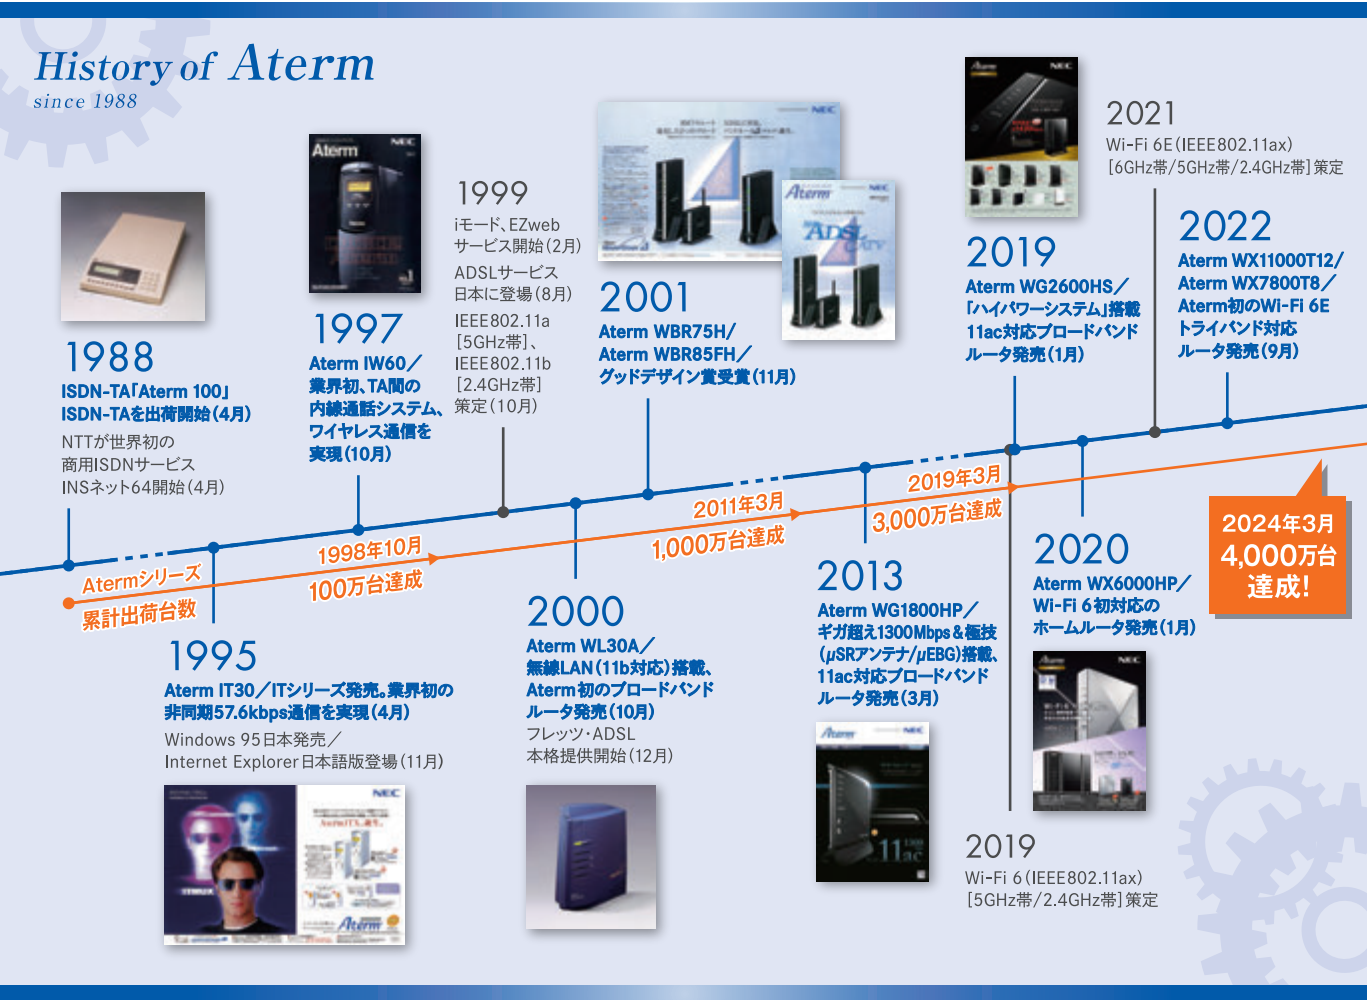 History of Aterm
since 1988
1988
ISDN-TA「Aterm 100」
ISDN-TAを出荷開始(4月)
NTTが世界初の
商用ISDNサービス
INSネット64開始(4月)
Aterm
NEC
1997
Aterm IW60／
業界初、TA間の
内線通話システム、
ワイヤレス通信を
実現(10月)
1999
iモード、EZweb
サービス開始(2月)
ADSLサービス
日本に登場(8月)
IEEE802.11a
[5GHz帯]、
IEEE802.11b
[2.4GHz帯]
策定(10月)
NEC
Aterm
NEC
ADSL
CATV
2001
Aterm WBR75H/
Aterm WBR85FH／
グッドデザイン賞受賞(11月)
Aterm
NEC
2019
Aterm WG2600HS／
「ハイパワーシステム」搭載
11ac対応ブロードバンド
ルータ発売(1月)
2021
Wi-Fi 6E(IEEE802.11ax)
[6GHz帯/5GHz帯/2.4GHz帯]策定
2022
Aterm WX11000T12/
Aterm WX7800T8／
Aterm初のWi-Fi 6E
トライバンド対応
ルータ発売(9月)
Atermシリーズ
累計出荷台数
1998年10月
100万台達成
2011年3月
1,000万台達成
2019年3月
3,000万台達成
2024年3月
4,000万台
達成!
1995
Aterm IT30／ITシリーズ発売。業界初の
非同期57.6kbps通信を実現(4月)
Windows 95日本発売／
Internet Explorer日本語版登場(11月)
NEC
Aterm
2000
Aterm WL30A／
無線LAN(11b対応)搭載、
Aterm初のブロードバンド
ルータ発売(10月)
フレッツ・ADSL
本格提供開始(12月)
2013
Aterm WG1800HP／
ギガ超え1300Mbps＆極技
(μSRアンテナ/μEBG)搭載、
11ac対応ブロードバンド
ルータ発売(3月)
Aterm
NEC
11ac
2020
Aterm WX6000HP／
Wi-Fi 6初対応の
ホームルータ発売(1月)
Aterm
NEC
2019
Wi-Fi 6(IEEE802.11ax)
[5GHz帯/2.4GHz帯]策定